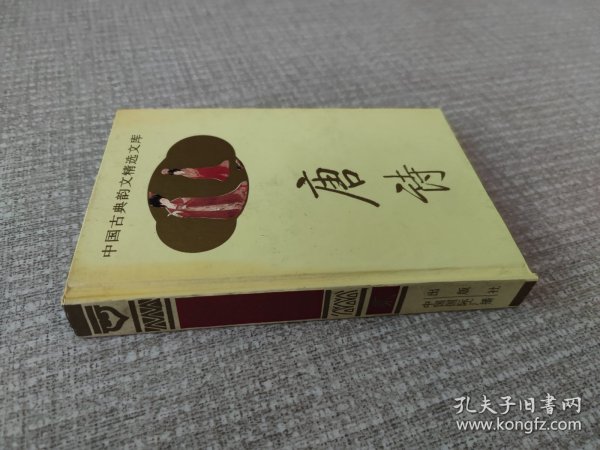 中国古典韵文精选文库
唐诗
中国国际广播
出版社
孔夫子旧书网
www.kongfz.com